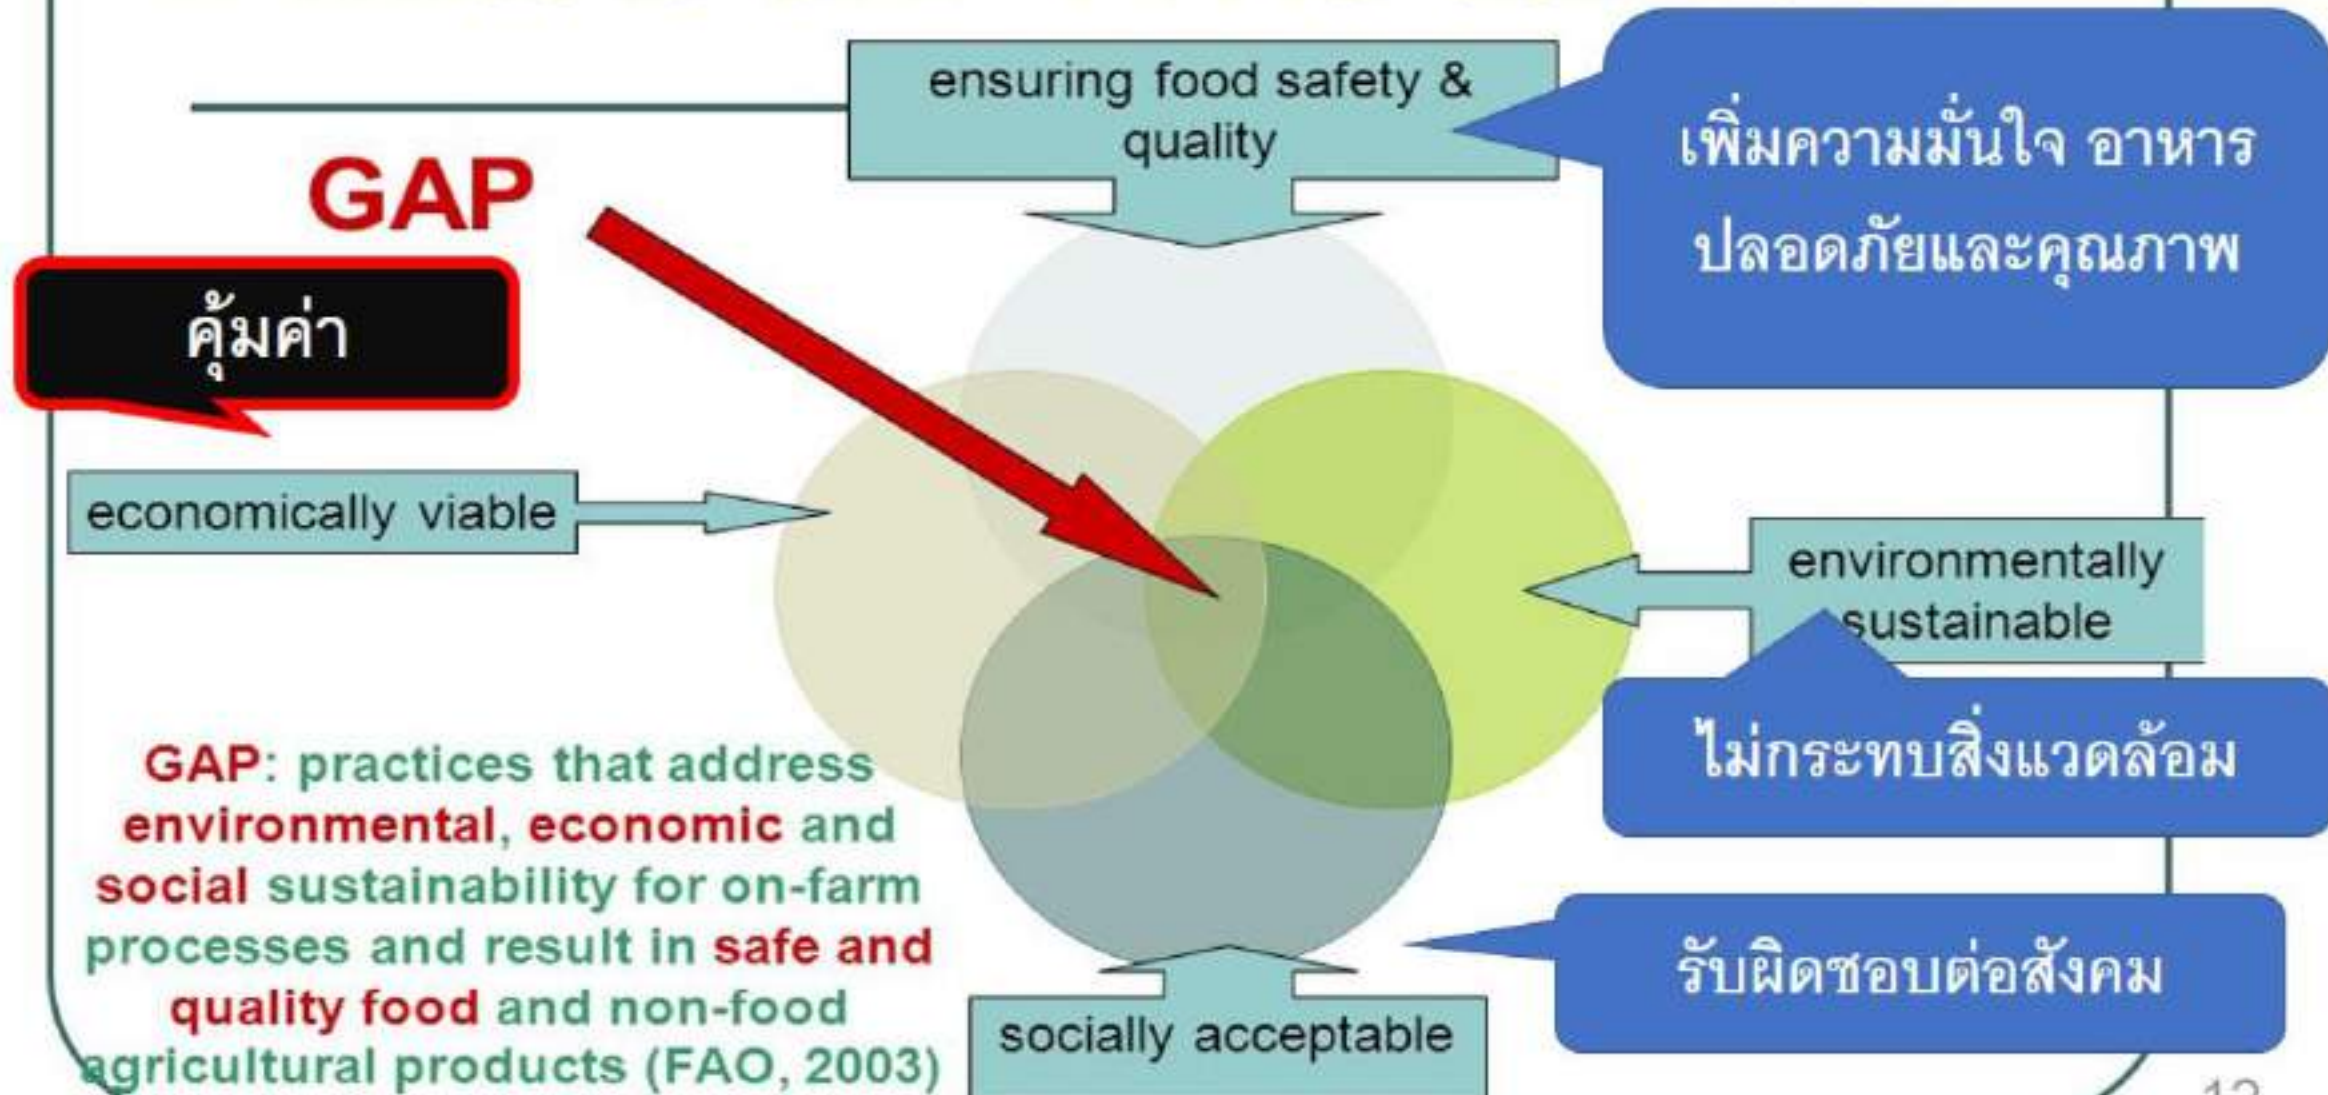 ensuring food safety &
quality
เพิ่มความมั่นใจ อาหาร
ปลอดภัยและคุณภาพ
GAP
คุ้มค่า
economically viable
environmentally
sustainable
ไม่กระทบสิ่งแวดล้อม
GAP: practices that address
environmental, economic and
social sustainability for on-farm
processes and result in safe and
quality food and non-food
agricultural products (FAO, 2003)
รับผิดชอบต่อสังคม
socially acceptable